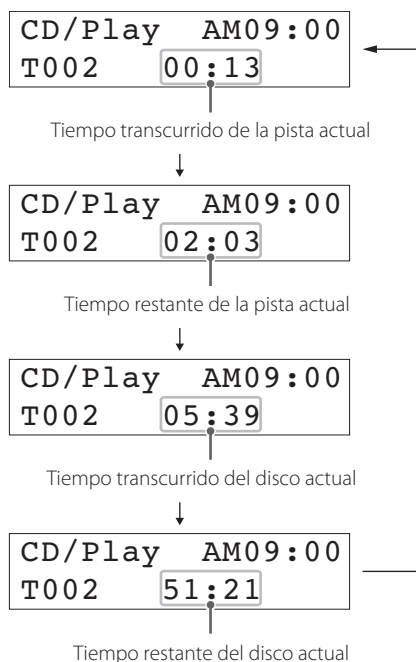 CD/Play AM09:00
T002 00:13
Tiempo transcurrido de la pista actual
CD/Play AM09:00
T002 02:03
Tiempo restante de la pista actual
CD/Play AM09:00
T002 05:39
Tiempo transcurrido del disco actual
CD/Play AM09:00
T002 51:21
Tiempo restante del disco actual